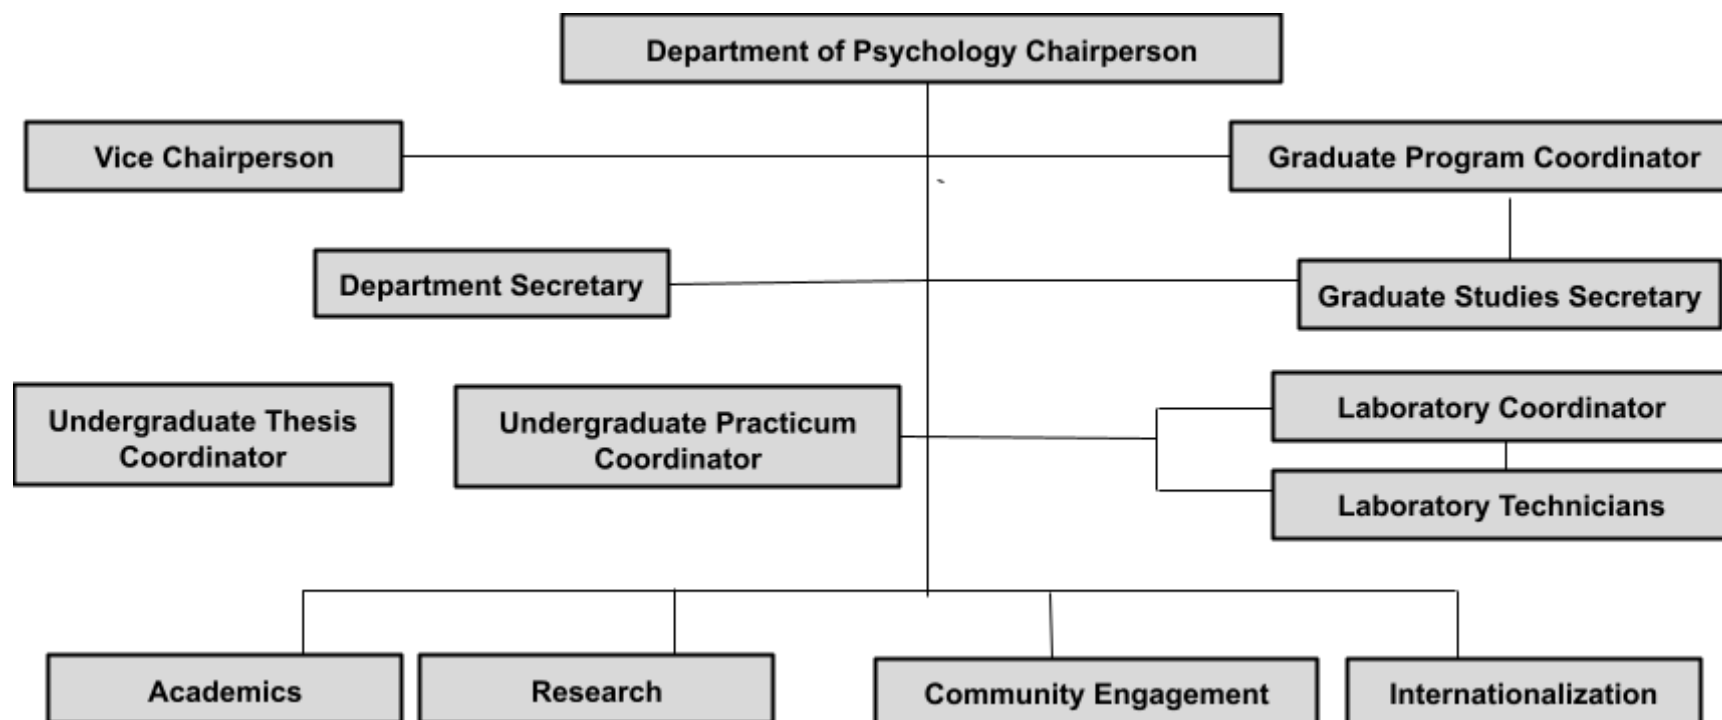 Department of Psychology Chairperson
Vice Chairperson
Graduate Program Coordinator
Department Secretary
Graduate Studies Secretary
Undergraduate Thesis
Coordinator
Undergraduate Practicum
Coordinator
Laboratory Coordinator
Laboratory Technicians
Academics
Research
Community Engagement
Internationalization